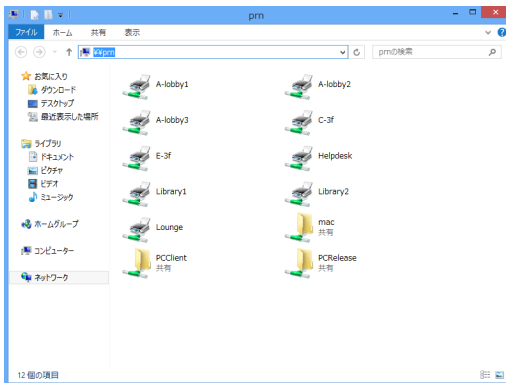 prn
ファイル ホーム 共有 表示
¥¥prn prnの検索
お気に入り
ダウンロード
デスクトップ
最近表示した場所
ライブラリ
ドキュメント
ピクチャ
ビデオ
ミュージック
ホームグループ
コンピューター
ネットワーク
A-lobby1 A-lobby2
A-lobby3 C-3f
E-3f Helpdesk
Library1 Library2
Lounge mac
共有
PCClient PCRelease
共有 共有
12 個の項目